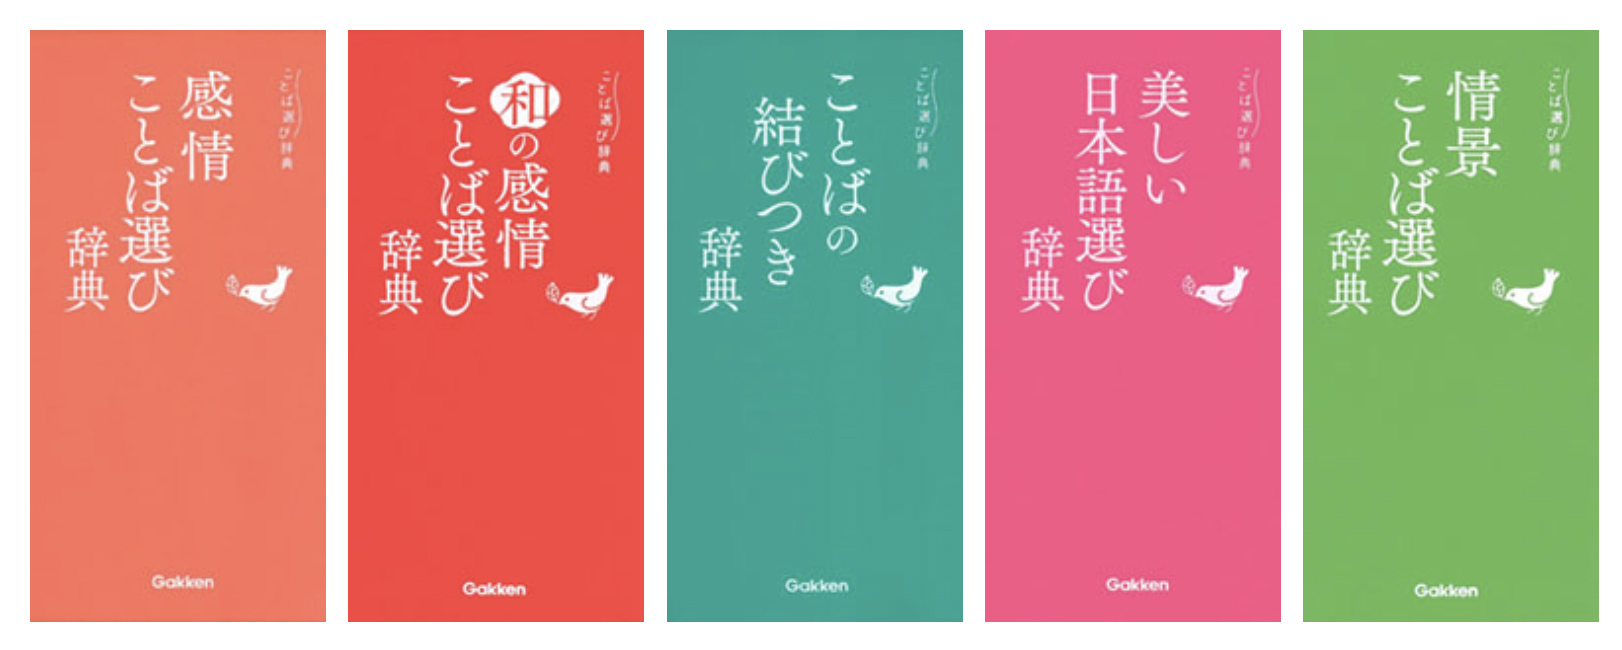 ことば選び辞典
感情
ことば選び
辞典
Gakken
ことば選び辞典
和の感情
ことば選び
辞典
Gakken
ことば選び辞典
ことばの
結びつき
辞典
Gakken
ことば選び辞典
美しい
日本語選び
辞典
Gakken
ことば選び辞典
情景
ことば選び
辞典
Gakken